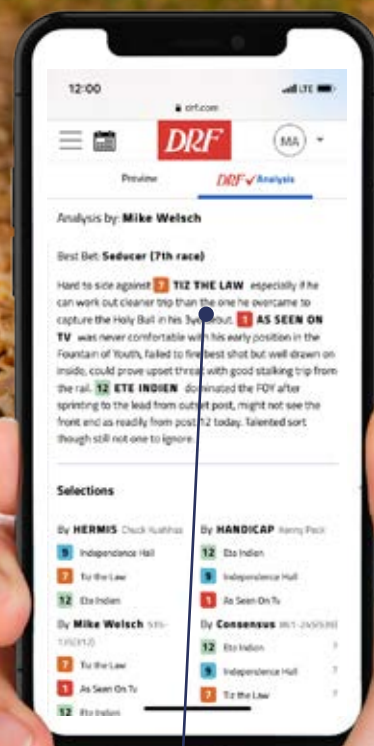 12:00
LTE
drf.com
DRF
MA
Preview
DRF Analysis
Analysis by: Mike Welsch
Best Bet: Seducer (7th race)
Hard to side against 7 TIZ THE LAW especially if he
can work out cleaner trip than the one he overcame to
capture the Holy Bull in his 3yo debut. 1 AS SEEN ON
TV was never comfortable with his early position in the
Fountain of Youth, failed to fire best shot but well drawn on
inside, could prove upset threat with good stalking trip from
the rail. 12 ETE INDIEN dominated the FOY after
sprinting to the lead from outset post, might not see the
front end as readily from post 12 today. Talented sort
though still not one to ignore.
Selections
By HERMIS Chuck
9 Independence Hall
7 Tiz the Law
12 Ete Indien
By HANDICAP
12 Ete Indien
9 Independence Hall
1 As Seen On Tv
By Mike Welsch
7 Tiz the Law
1 As Seen On Tv
12 Ete Indien
By Consensus
12 Ete Indien
9 Independence Hall
7 Tiz the Law